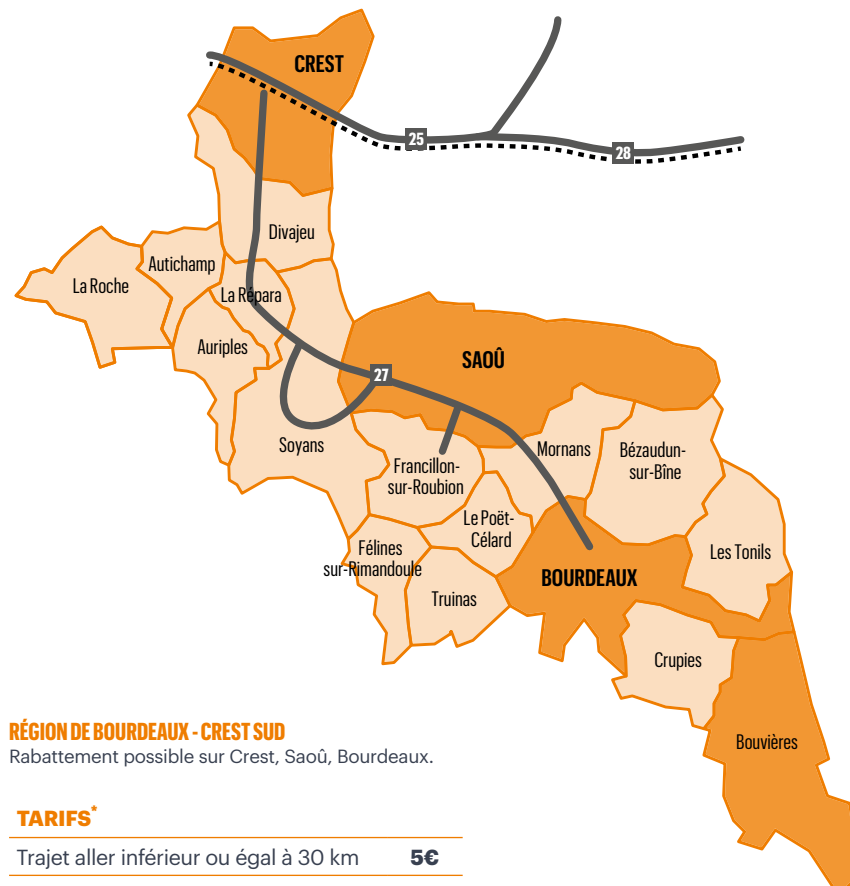 CREST
25
28
Divajeu
Autichamp
La Roche
La Répara
Auriples
SAOÛ
27
Soyans
Mornans
Bézaudun-
sur-Bîne
Francillon-
sur-Roubion
Le Poët-
Célard
Les Tonils
Félines
sur-Rimandoule
BOURDEAUX
Truinas
Crupies
Bouvières
RÉGION DE BOURDEAUX - CREST SUD
Rabattement possible sur Crest, Saoû, Bourdeaux.
TARIFS*
Trajet aller inférieur ou égal à 30 km 5€